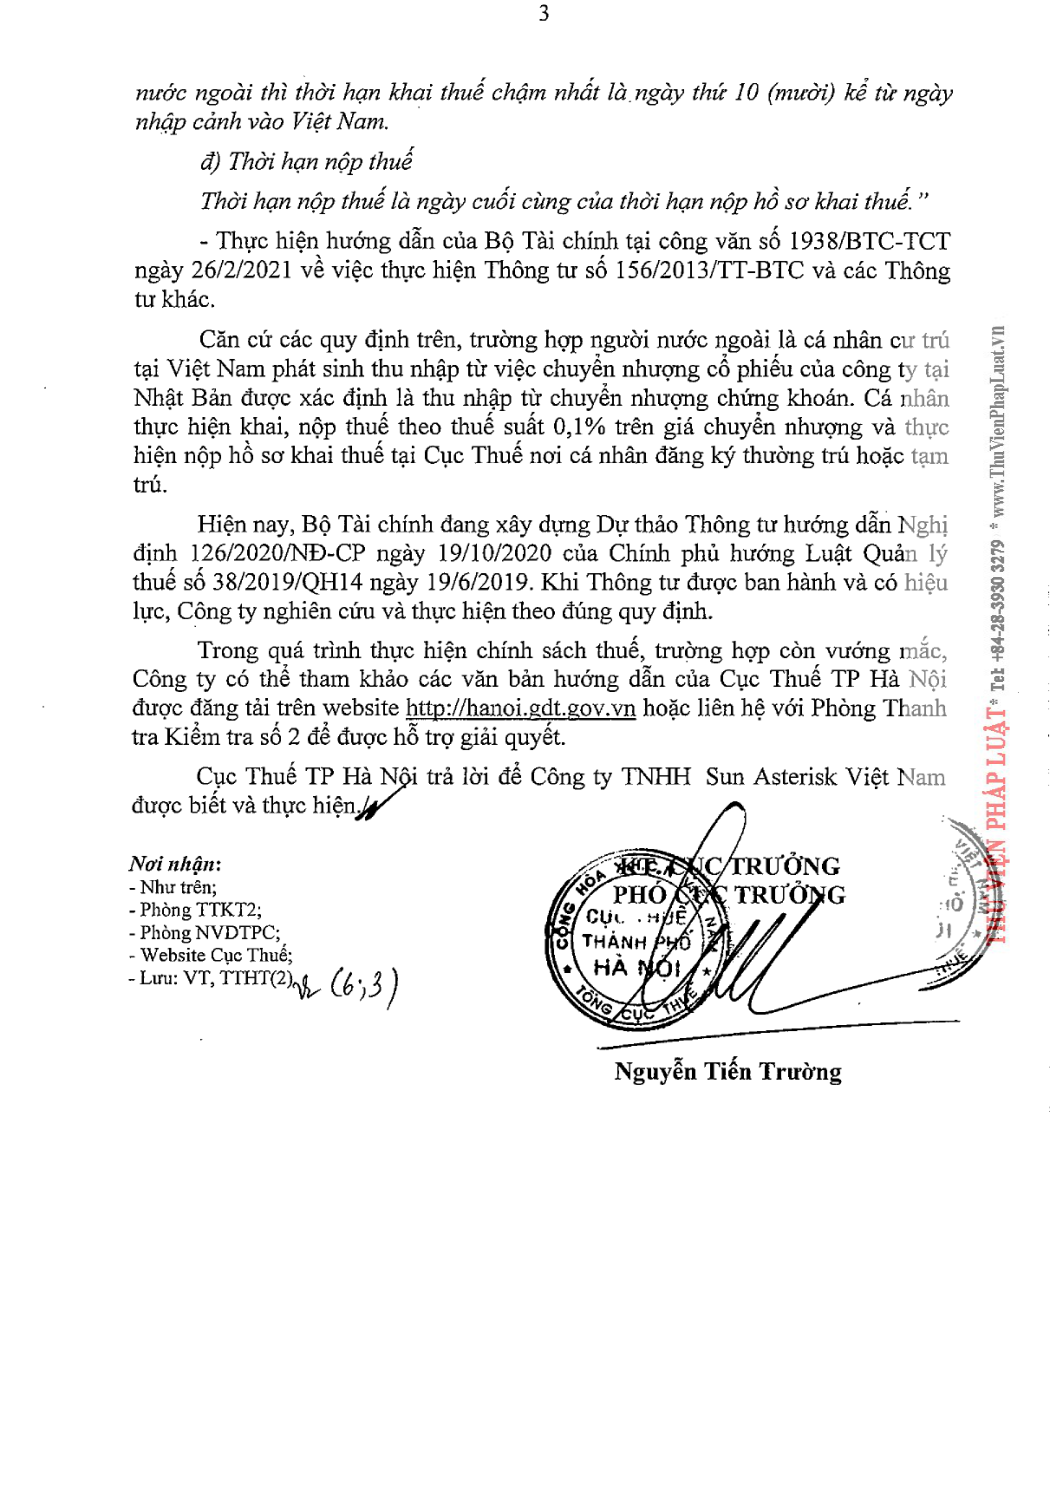 3
nước ngoài thì thời hạn khai thuế chậm nhất là ngày thứ 10 (mười) kể từ ngày
nhập cảnh vào Việt Nam.
đ) Thời hạn nộp thuế
Thời hạn nộp thuế là ngày cuối cùng của thời hạn nộp hồ sơ khai thuế.”
- Thực hiện hướng dẫn của Bộ Tài chính tại công văn số 1938/BTC-TCT
ngày 26/2/2021 về việc thực hiện Thông tư số 156/2013/TT-BTC và các Thông
tư khác.
Căn cứ các quy định trên, trường hợp người nước ngoài là cá nhân cư trú
tại Việt Nam phát sinh thu nhập từ việc chuyển nhượng cổ phiếu của công ty tại
Nhật Bản được xác định là thu nhập từ chuyển nhượng chứng khoán. Cá nhân
thực hiện khai, nộp thuế theo thuế suất 0,1% trên giá chuyển nhượng và thực
hiện nộp hồ sơ khai thuế tại Cục Thuế nơi cá nhân đăng ký thường trú hoặc tạm
trú.
Hiện nay, Bộ Tài chính đang xây dựng Dự thảo Thông tư hướng dẫn Nghị
định 126/2020/NĐ-CP ngày 19/10/2020 của Chính phủ hướng Luật Quản lý
thuế số 38/2019/QH14 ngày 19/6/2019. Khi Thông tư được ban hành và có hiệu
lực, Công ty nghiên cứu và thực hiện theo đúng quy định.
Trong quá trình thực hiện chính sách thuế, trường hợp còn vướng mắc,
Công ty có thể tham khảo các văn bản hướng dẫn của Cục Thuế TP Hà Nội
được đăng tải trên website http://hanoi.gdt.gov.vn hoặc liên hệ với Phòng Thanh
tra Kiểm tra số 2 để được hỗ trợ giải quyết.
Cục Thuế TP Hà Nội trả lời để Công ty TNHH Sun Asterisk Việt Nam
được biết và thực hiện./.
Nơi nhận:
- Như trên;
- Phòng TTKT2;
- Phòng NVDTPC;
- Website Cục Thuế;
- Lưu: VT, TTHT(2). (6;3)
KT. CỤC TRƯỞNG
PHÓ CỤC TRƯỞNG
CỘNG HÒA X.H.C.N VIỆT NAM
CỤC THUẾ
THÀNH PHỐ
HÀ NỘI
TỔNG CỤC THUẾ
Nguyễn Tiến Trường
THƯ VIỆN PHÁP LUẬT * Tel: +84-28-3930 3279 * www.ThuVienPhapLuat.vn